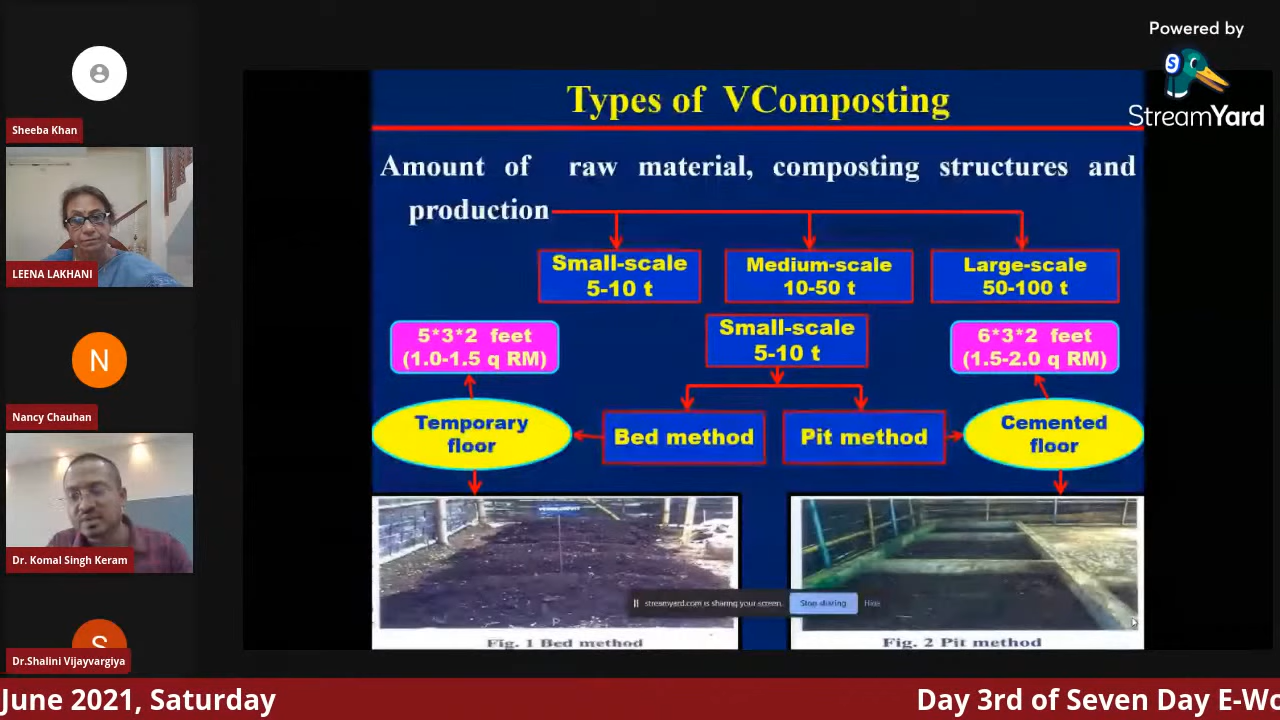 Powered by
StreamYard
Sheeba Khan
LEENA LAKHANI
N
Nancy Chauhan
Dr. Komal Singh Keram
S
Dr.Shalini Vijayvargiya
Types of VComposting
Amount of raw material, composting structures and
production
Small-scale
5-10 t
Medium-scale
10-50 t
Large-scale
50-100 t
5*3*2 feet
(1.0-1.5 q RM)
Small-scale
5-10 t
6*3*2 feet
(1.5-2.0 q RM)
Temporary
floor
Bed method
Pit method
Cemented
floor
streamyard.com is sharing your screen.
Stop sharing
Hide
Fig. 1 Bed method
Fig. 2 Pit method
June 2021, Saturday
Day 3rd of Seven Day E-Wo